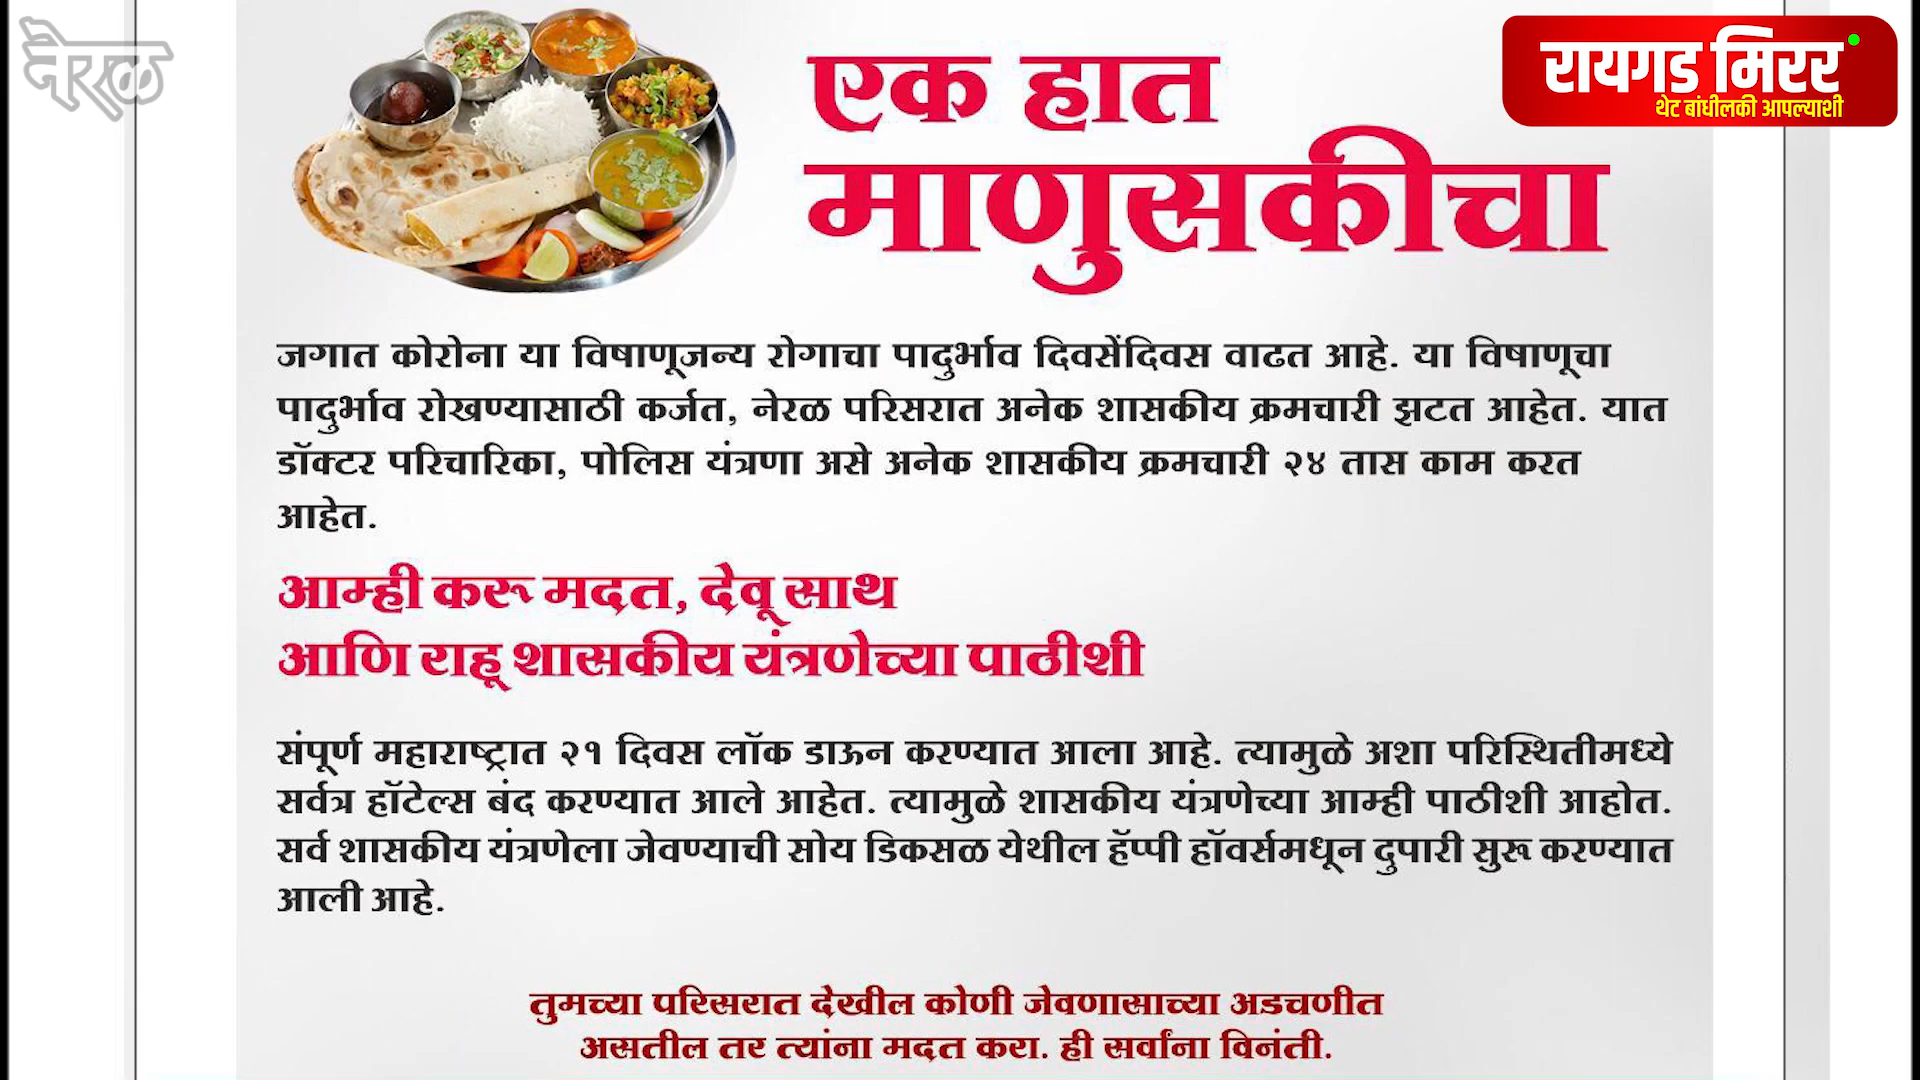 नेरळ
रायगड मिरर
थेट बांधीलकी आपल्याशी
एक हात
माणुसकीचा
जगात कोरोना या विषाणूजन्य रोगाचा पादुर्भाव दिवसेंदिवस वाढत आहे. या विषाणूचा
पादुर्भाव रोखण्यासाठी कर्जत, नेरळ परिसरात अनेक शासकीय क्रमचारी झटत आहेत. यात
डॉक्टर परिचारिका, पोलिस यंत्रणा असे अनेक शासकीय क्रमचारी २४ तास काम करत
आहेत.
आम्ही करू मदत, देवू साथ
आणि राहू शासकीय यंत्रणेच्या पाठीशी
संपूर्ण महाराष्ट्रात २१ दिवस लॉक डाऊन करण्यात आला आहे. त्यामुळे अशा परिस्थितीमध्ये
सर्वत्र हॉटेल्स बंद करण्यात आले आहेत. त्यामुळे शासकीय यंत्रणेच्या आम्ही पाठीशी आहोत.
सर्व शासकीय यंत्रणेला जेवण्याची सोय डिकसळ येथील हॅप्पी हॉवर्समधून दुपारी सुरू करण्यात
आली आहे.
तुमच्या परिसरात देखील कोणी जेवणासाच्या अडचणीत
असतील तर त्यांना मदत करा. ही सर्वांना विनंती.